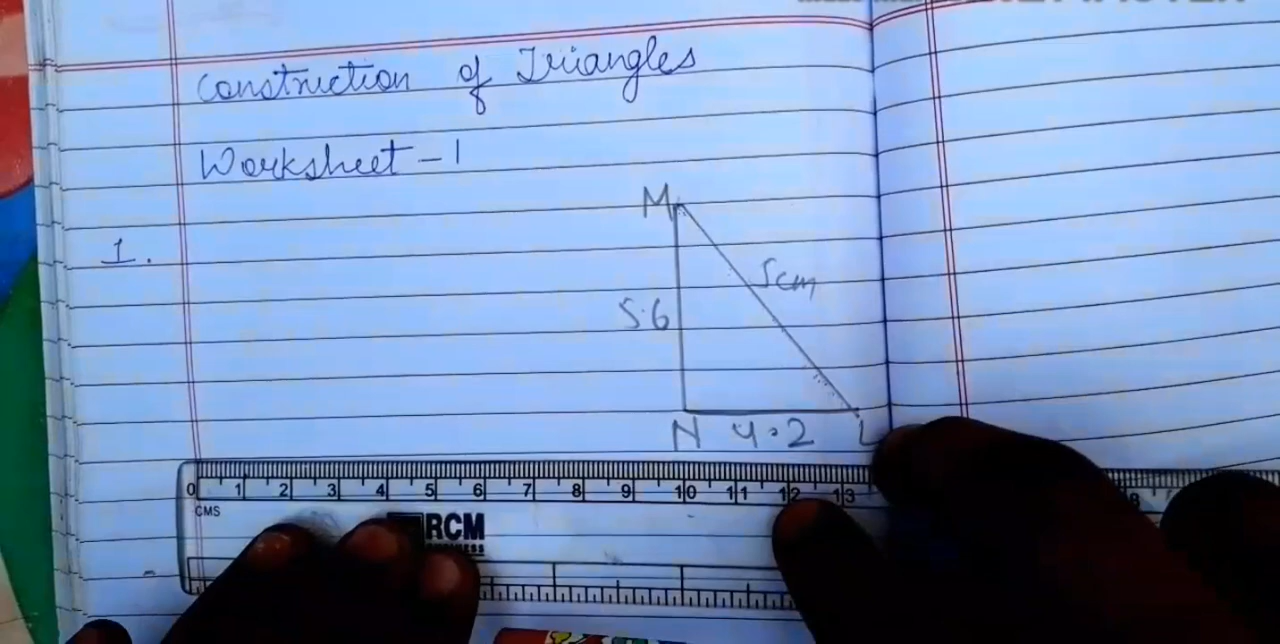 Construction of Triangles
Worksheet - 1
1.
M
5cm
5.6
N 4.2 L
0 1 2 3 4 5 6 7 8 9 10 11 12 13
CMS
RCM